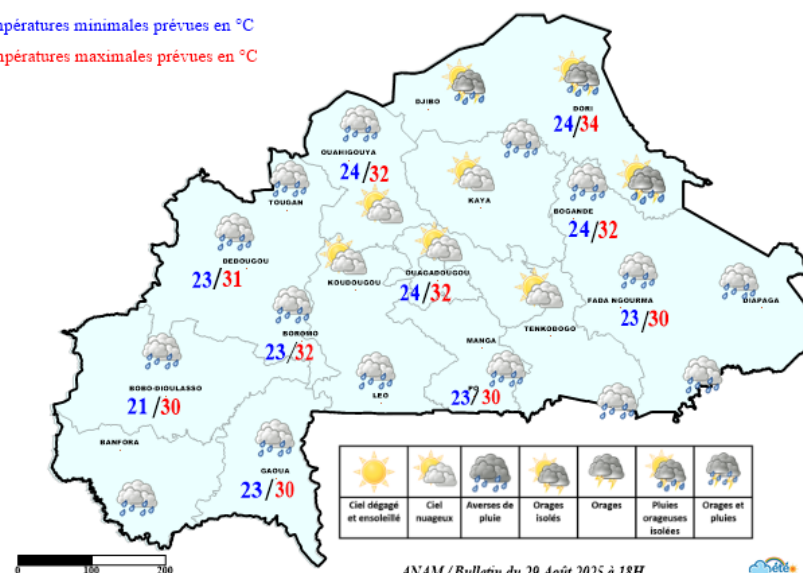 npératures minimales prévues en °C
npératures maximales prévues en °C
DJIBO
DORI
24/34
OUAHIGOUYA
24/32
TOUGAN
KAYA
BOGANDE
24/32
DEDOUGOU
23/31
KOUDOUGOU
OUAGADOUGOU
24/32
FADA NGOURMA
23/30
DIAPAGA
BOROMO
23/32
TENKODOGO
MANGA
BOBO-DIOULASSO
21/30
LEO
PO
23/30
BANFORA
GAOUA
23/30
Ciel dégagé et ensoleillé
Ciel nuageux
Averses de pluie
Orages isolés
Orages
Pluies orageuses isolées
Orages et pluies
0 100 200
ANAM / Bulletin du 29 Août 2025 à 18H
été